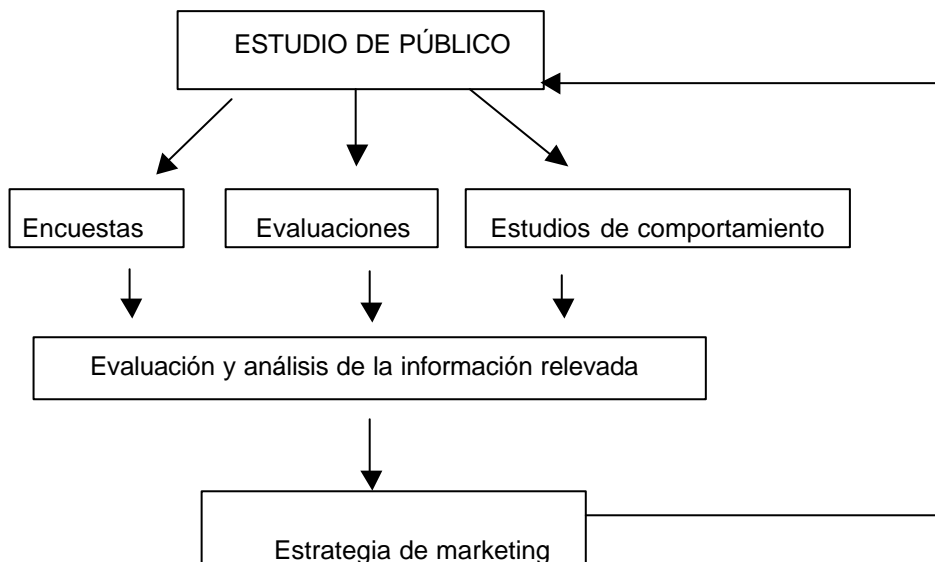 ESTUDIO DE PÚBLICO
Encuestas
Evaluaciones
Estudios de comportamiento
Evaluación y análisis de la información relevada
Estrategia de marketing